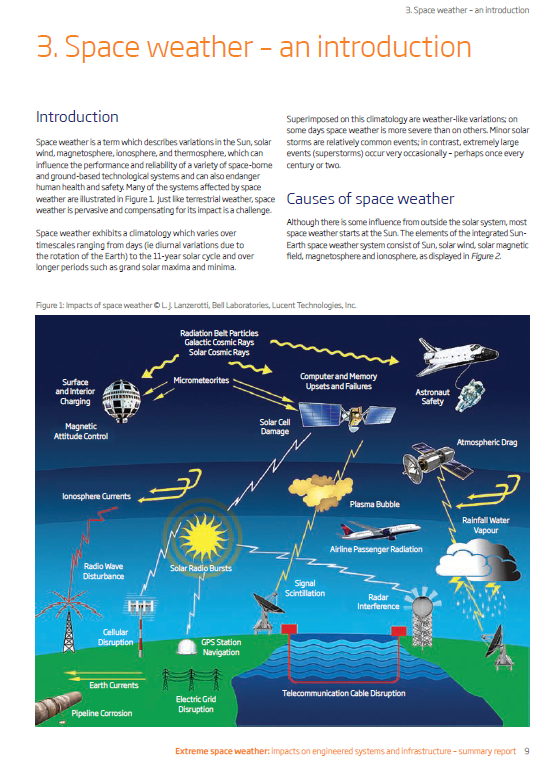 3. Space weather – an introduction
3. Space weather – an introduction
Introduction
Space weather is a term which describes variations in the Sun, solar
wind, magnetosphere, ionosphere, and thermosphere, which can
influence the performance and reliability of a variety of space-borne
and ground-based technological systems and can also endanger
human health and safety. Many of the systems affected by space
weather are illustrated in Figure 1. Just like terrestrial weather, space
weather is pervasive and compensating for its impact is a challenge.
Space weather exhibits a climatology which varies over
timescales ranging from days (ie diurnal variations due to
the rotation of the Earth) to the 11-year solar cycle and over
longer periods such as grand solar maxima and minima.
Superimposed on this climatology are weather-like variations; on
some days space weather is more severe than on others. Minor solar
storms are relatively common events; in contrast, extremely large
events (superstorms) occur very occasionally – perhaps once every
century or two.
Causes of space weather
Although there is some influence from outside the solar system, most
space weather starts at the Sun. The elements of the integrated Sun-
Earth space weather system consist of Sun, solar wind, solar magnetic
field, magnetosphere and ionosphere, as displayed in Figure 2.
Figure 1: Impacts of space weather © L. J. Lanzerotti, Bell Laboratories, Lucent Technologies, Inc.
Radiation Belt Particles
Galactic Cosmic Rays
Solar Cosmic Rays
Surface
and Interior
Charging
Micrometeorites
Computer and Memory
Upsets and Failures
Astronaut
Safety
Magnetic
Attitude Control
Solar Cell
Damage
Atmospheric Drag
Ionosphere Currents
Plasma Bubble
Rainfall Water
Vapour
Airline Passenger Radiation
Radio Wave
Disturbance
Solar Radio Bursts
Signal
Scintillation
Radar
Interference
Cellular
Disruption
GPS Station
Navigation
Earth Currents
Electric Grid
Disruption
Telecommunication Cable Disruption
Pipeline Corrosion
Extreme space weather: impacts on engineered systems and infrastructure – summary report 9